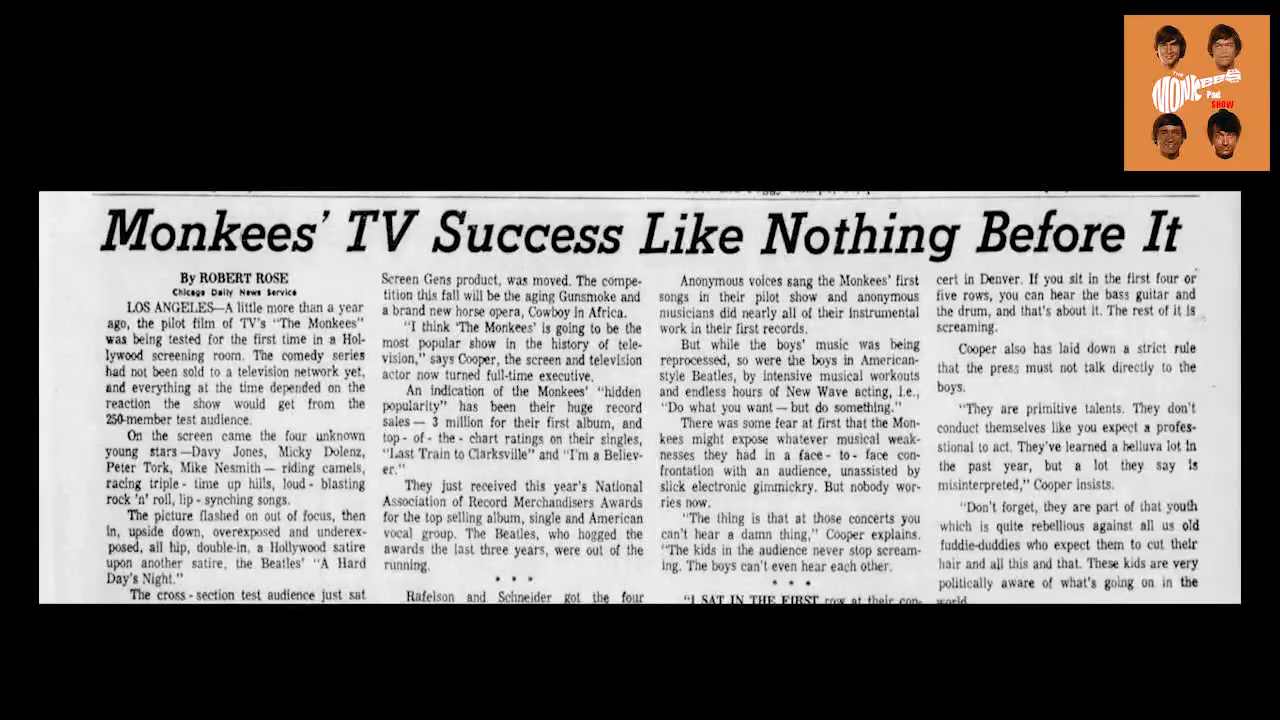 THE
MONKEES
Pad
SHOW
Monkees' TV Success Like Nothing Before It
By ROBERT ROSE
Chicago Daily News Service
LOS ANGELES—A little more than a year
ago, the pilot film of TV's "The Monkees"
was being tested for the first time in a Hol-
lywood screening room. The comedy series
had not been sold to a television network yet,
and everything at the time depended on the
reaction the show would get from the
250-member test audience.
On the screen came the four unknown
young stars—Davy Jones, Micky Dolenz,
Peter Tork, Mike Nesmith — riding camels,
racing triple - time up hills, loud - blasting
rock 'n' roll, lip - synching songs.
The picture flashed on out of focus, then
in, upside down, overexposed and underex-
posed, all hip, double-in, a Hollywood satire
upon another satire, the Beatles' "A Hard
Day's Night."
The cross - section test audience just sat
Screen Gens product, was moved. The compe-
tition this fall will be the aging Gunsmoke and
a brand new horse opera, Cowboy in Africa.
"I think 'The Monkees' is going to be the
most popular show in the history of tele-
vision," says Cooper, the screen and television
actor now turned full-time executive.
An indication of the Monkees' "hidden
popularity" has been their huge record
sales — 3 million for their first album, and
top - of - the - chart ratings on their singles,
"Last Train to Clarksville" and "I'm a Believ-
er."
They just received this year's National
Association of Record Merchandisers Awards
for the top selling album, single and American
vocal group. The Beatles, who hogged the
awards the last three years, were out of the
running.
• • •
Rafelson and Schneider got the four
Anonymous voices sang the Monkees' first
songs in their pilot show and anonymous
musicians did nearly all of their instrumental
work in their first records.
But while the boys' music was being
reprocessed, so were the boys in American-
style Beatles, by intensive musical workouts
and endless hours of New Wave acting, i.e.,
"Do what you want — but do something."
There was some fear at first that the Mon-
kees might expose whatever musical weak-
nesses they had in a face - to - face con-
frontation with an audience, unassisted by
slick electronic gimmickry. But nobody wor-
ries now.
"The thing is that at those concerts you
can't hear a damn thing," Cooper explains.
"The kids in the audience never stop scream-
ing. The boys can't even hear each other.
• • •
"I SAT IN THE FIRST row at their con-
cert in Denver. If you sit in the first four or
five rows, you can hear the bass guitar and
the drum, and that's about it. The rest of it is
screaming.
Cooper also has laid down a strict rule
that the press must not talk directly to the
boys.
"They are primitive talents. They don't
conduct themselves like you expect a profes-
sional to act. They've learned a helluva lot in
the past year, but a lot they say is
misinterpreted," Cooper insists.
"Don't forget, they are part of that youth
which is quite rebellious against all us old
fuddie-duddies who expect them to cut their
hair and all this and that. These kids are very
politically aware of what's going on in the
world